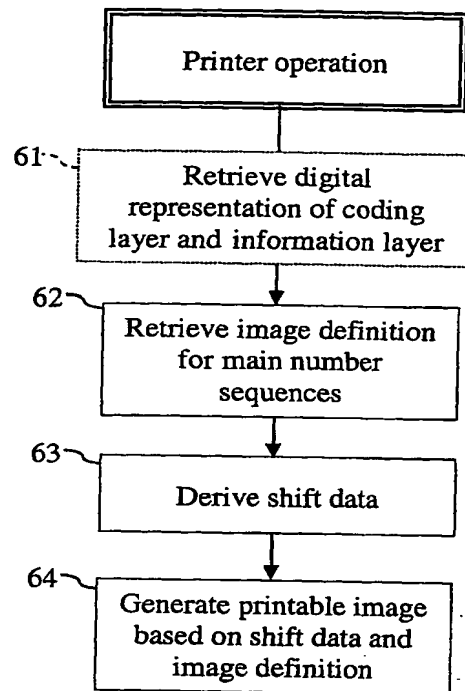 Printer operation
61
Retrieve digital
representation of coding
layer and information layer
62
Retrieve image definition
for main number
sequences
63
Derive shift data
64
Generate printable image
based on shift data and
image definition